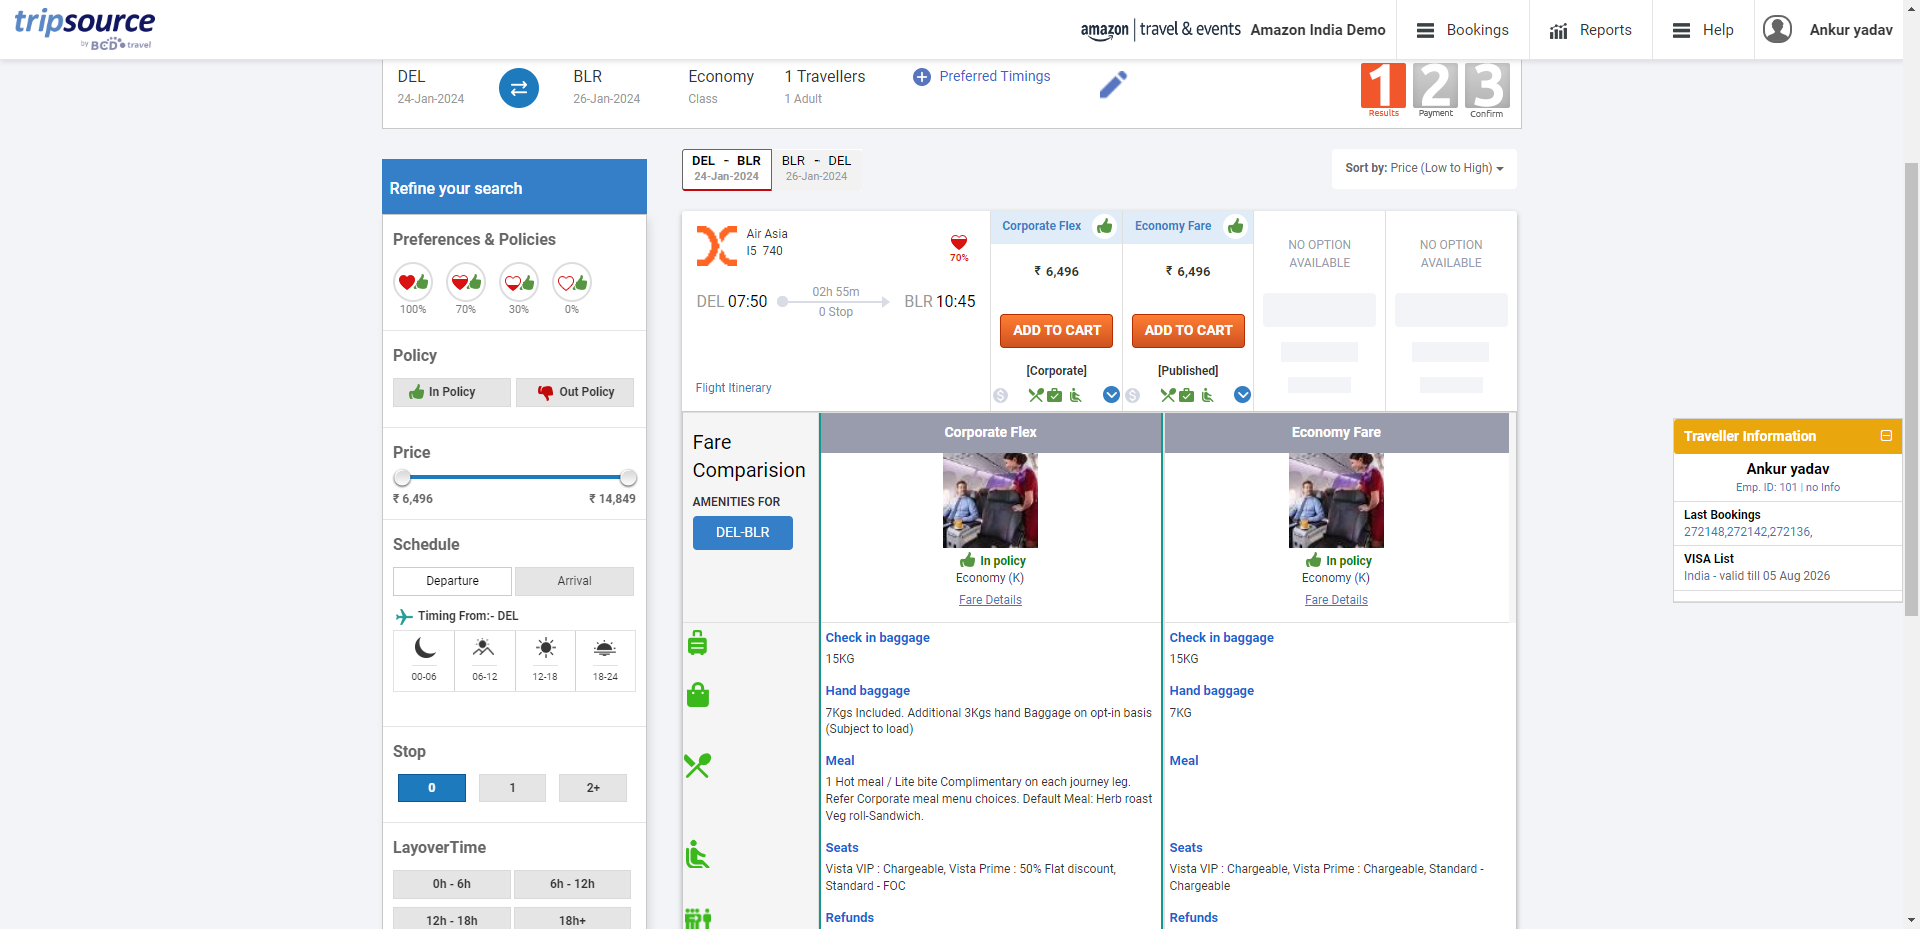 tripsource
by BCD travel
amazon | travel & events Amazon India Demo
Bookings
Reports
Help
Ankur yadav
DEL
24-Jan-2024
BLR
26-Jan-2024
Economy
Class
1 Travellers
1 Adult
Preferred Timings
1 2 3
Results Payment Confirm
DEL - BLR
24-Jan-2024
BLR - DEL
26-Jan-2024
Sort by: Price (Low to High)
Refine your search
Preferences & Policies
100% 70% 30% 0%
Policy
In Policy
Out Policy
Price
₹ 6,496
₹ 14,849
Schedule
Departure
Arrival
Timing From:- DEL
00-06 06-12 12-18 18-24
Stop
0 1 2+
LayoverTime
0h - 6h 6h - 12h
12h - 18h 18h+
Air Asia
I5 740
70%
DEL 07:50
02h 55m
0 Stop
BLR 10:45
Flight Itinerary
Corporate Flex
₹ 6,496
ADD TO CART
[Corporate]
Economy Fare
₹ 6,496
ADD TO CART
[Published]
NO OPTION
AVAILABLE
NO OPTION
AVAILABLE
Fare
Comparision
AMENITIES FOR
DEL-BLR
Corporate Flex
In policy
Economy (K)
Fare Details
Economy Fare
In policy
Economy (K)
Fare Details
Check in baggage
15KG
Hand baggage
7Kgs Included. Additional 3Kgs hand Baggage on opt-in basis
(Subject to load)
Meal
1 Hot meal / Lite bite Complimentary on each journey leg.
Refer Corporate meal menu choices. Default Meal: Herb roast
Veg roll-Sandwich.
Seats
Vista VIP : Chargeable, Vista Prime : 50% Flat discount,
Standard - FOC
Refunds
Check in baggage
15KG
Hand baggage
7KG
Meal
Seats
Vista VIP : Chargeable, Vista Prime : Chargeable, Standard -
Chargeable
Refunds
Traveller Information
Ankur yadav
Emp. ID: 101 | no Info
Last Bookings
272148,272142,272136,
VISA List
India - valid till 05 Aug 2026